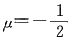 μ = −1/2